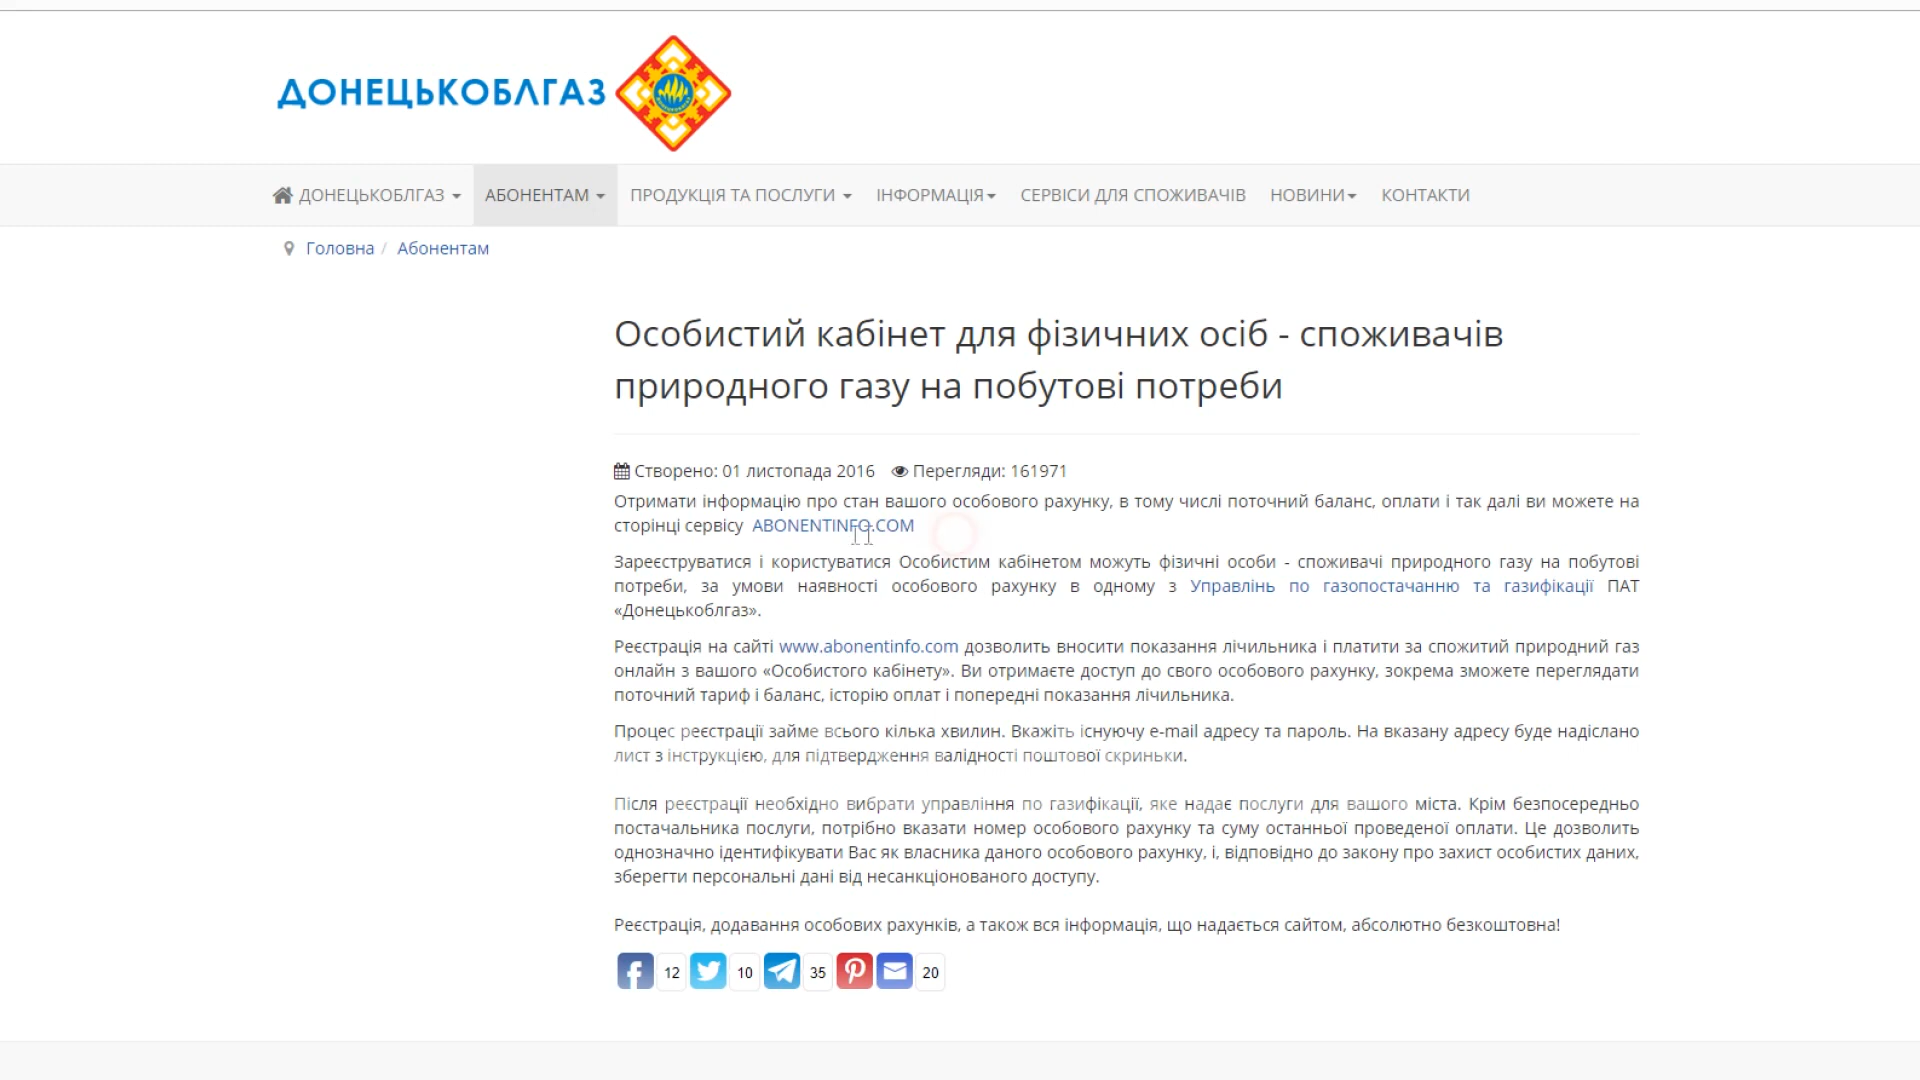 ДОНЕЦЬКОБЛГАЗ
ДОНЕЦЬКОБЛГАЗ АБОНЕНТАМ ПРОДУКЦІЯ ТА ПОСЛУГИ ІНФОРМАЦІЯ СЕРВІСИ ДЛЯ СПОЖИВАЧІВ НОВИНИ КОНТАКТИ
Головна / Абонентам
Особистий кабінет для фізичних осіб - споживачів
природного газу на побутові потреби
Створено: 01 листопада 2016 Перегляди: 161971
Отримати інформацію про стан вашого особового рахунку, в тому числі поточний баланс, оплати і так далі ви можете на
сторінці сервісу ABONENTINFO.COM
Зареєструватися і користуватися Особистим кабінетом можуть фізичні особи - споживачі природного газу на побутові
потреби, за умови наявності особового рахунку в одному з Управлінь по газопостачанню та газифікації ПАТ
«Донецькоблгаз».
Реєстрація на сайті www.abonentinfo.com дозволить вносити показання лічильника і платити за спожитий природний газ
онлайн з вашого «Особистого кабінету». Ви отримаєте доступ до свого особового рахунку, зокрема зможете переглядати
поточний тариф і баланс, історію оплат і попередні показання лічильника.
Процес реєстрації займе всього кілька хвилин. Вкажіть існуючу e-mail адресу та пароль. На вказану адресу буде надіслано
лист з інструкцією, для підтвердження валідності поштової скриньки.
Після реєстрації необхідно вибрати управління по газифікації, яке надає послуги для вашого міста. Крім безпосередньо
постачальника послуги, потрібно вказати номер особового рахунку та суму останньої проведеної оплати. Це дозволить
однозначно ідентифікувати Вас як власника даного особового рахунку, і, відповідно до закону про захист особистих даних,
зберегти персональні дані від несанкціонованого доступу.
Реєстрація, додавання особових рахунків, а також вся інформація, що надається сайтом, абсолютно безкоштовна!
12 10 35 20